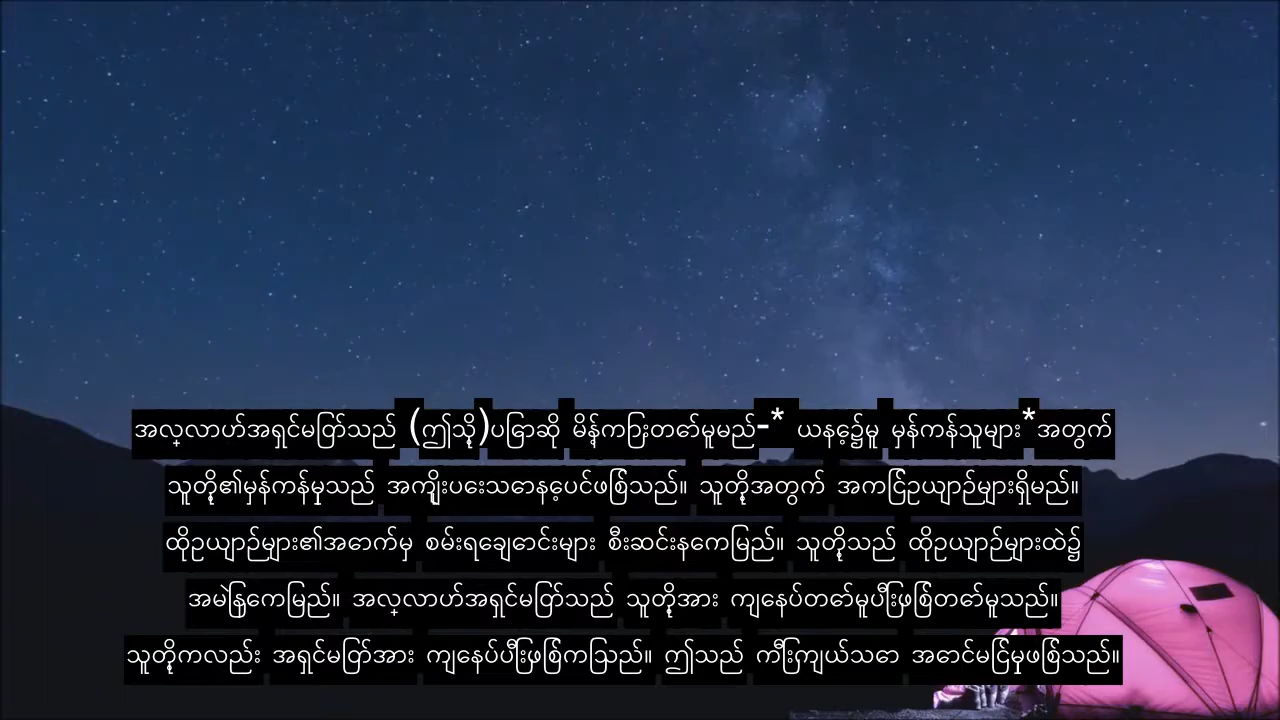 အလ္လာဟ်အရှင်မြတ်သည် (ဤသို့)ပြောဆို မိန့်ကြားတော်မူမည်-* ယနေ့၌မူ မှန်ကန်သူများ*အတွက်
သူတို့၏မှန်ကန်မှုသည် အကျိုးပေးသောနေ့ပင်ဖြစ်သည်။ သူတို့အတွက် အကြင်ဥယျာဉ်များရှိမည်။
ထိုဥယျာဉ်များ၏အောက်မှ စမ်းရေချောင်းများ စီးဆင်းနေကြမည်။ သူတို့သည် ထိုဥယျာဉ်များထဲ၌
အမဲနေကြမည်။ အလ္လာဟ်အရှင်မြတ်သည် သူတို့အား ကျေနပ်တော်မူပြီးဖြစ်တော်မူသည်။
သူတို့ကလည်း အရှင်မြတ်အား ကျေနပ်ပြီးဖြစ်ကြသည်။ ဤသည် ကြီးကျယ်သော အောင်မြင်မှုဖြစ်သည်။